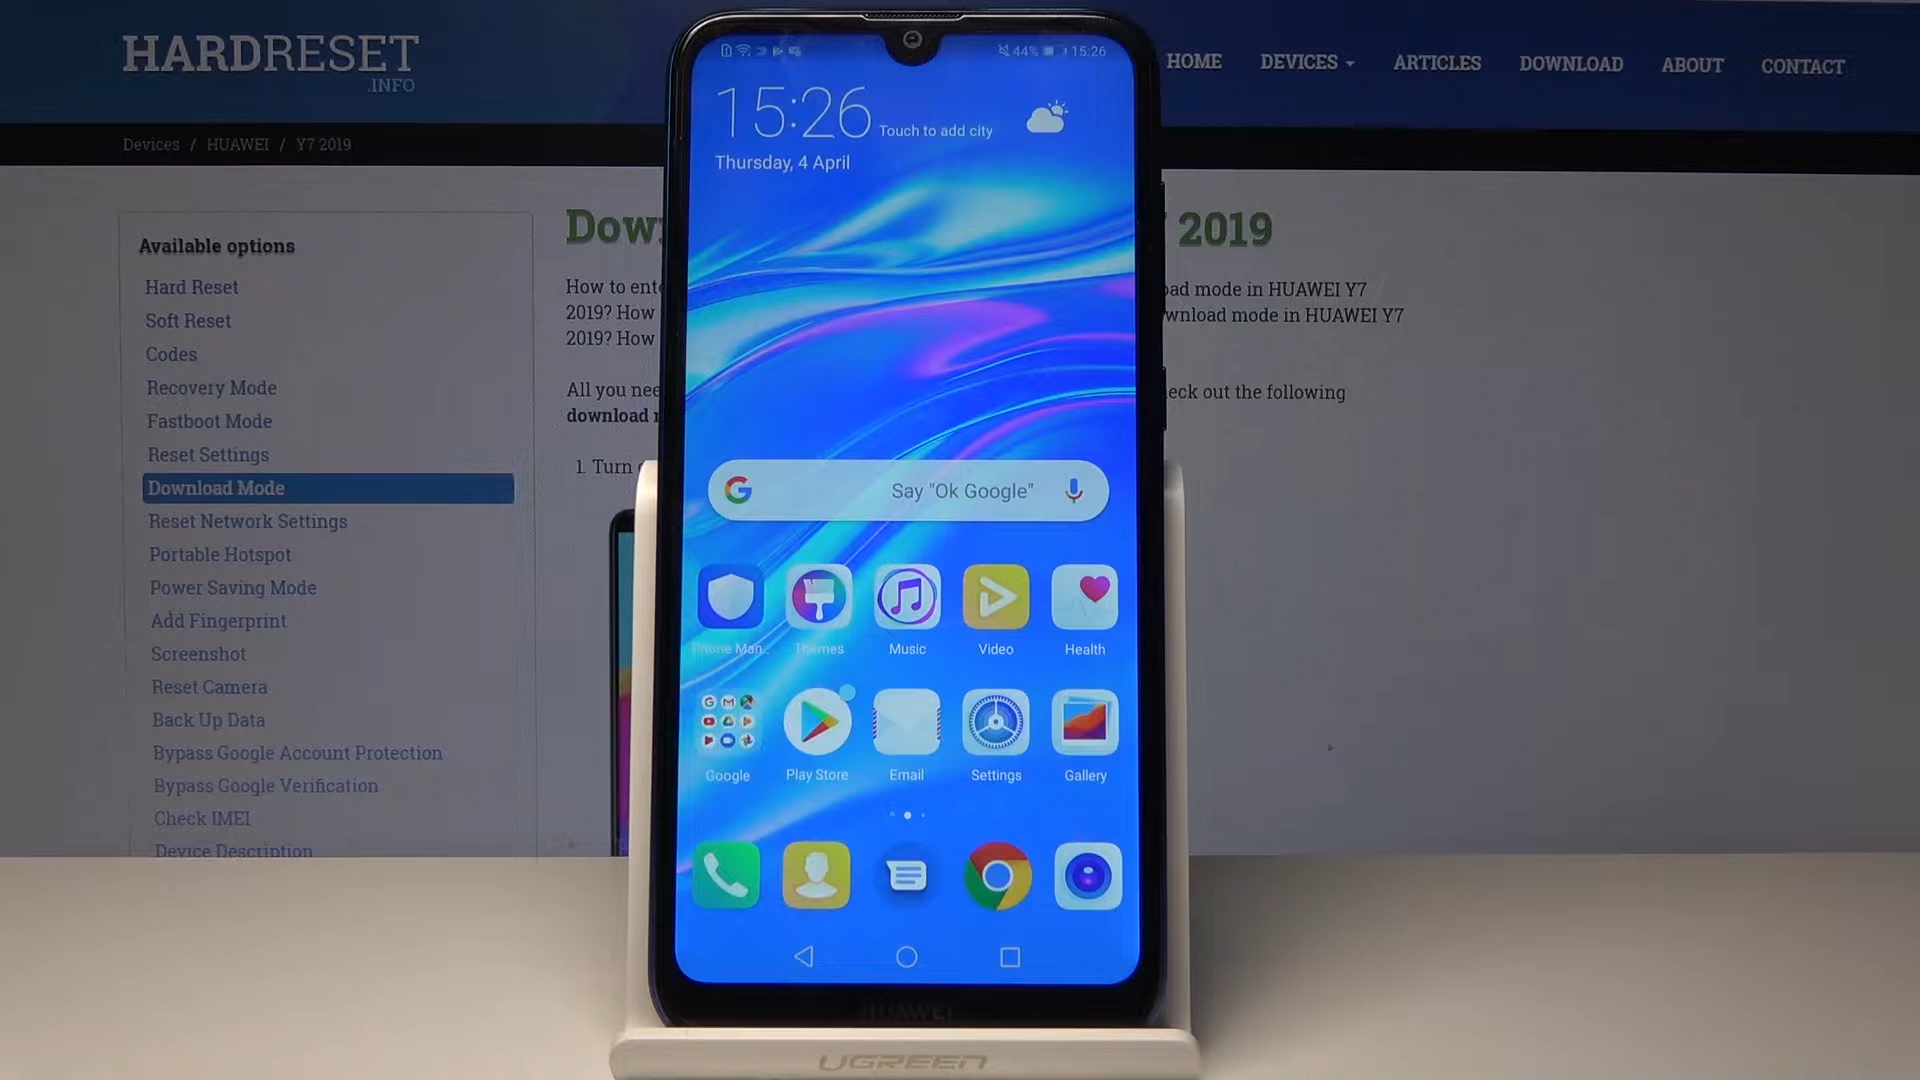 HARDRESET
.INFO
HOME DEVICES ARTICLES DOWNLOAD ABOUT CONTACT
Devices / HUAWEI / Y7 2019
Available options
Hard Reset
Soft Reset
Codes
Recovery Mode
Fastboot Mode
Reset Settings
Download Mode
Reset Network Settings
Portable Hotspot
Power Saving Mode
Add Fingerprint
Screenshot
Reset Camera
Back Up Data
Bypass Google Account Protection
Bypass Google Verification
Check IMEI
Device Description
2019
How to
mode in HUAWEI Y7
2019? How
mode in HUAWEI Y7
2019? How
All you
out the following
download
1. Turn
44% 15:26
15:26 Touch to add city
Thursday, 4 April
Say "Ok Google"
Phone Man..
Themes
Music
Video
Health
Google
Play Store
Email
Settings
Gallery
HUAWEI
UGREEN